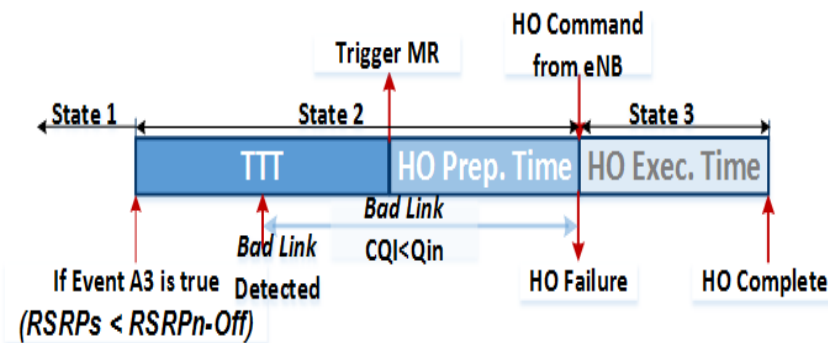 HO Command
from eNB
Trigger MR
State 1
State 2
State 3
TTT
HO Prep. Time
HO Exec. Time
Bad Link
CQI<Qin
Bad Link
Detected
If Event A3 is true
(RSRPs < RSRPn-Off)
HO Failure
HO Complete